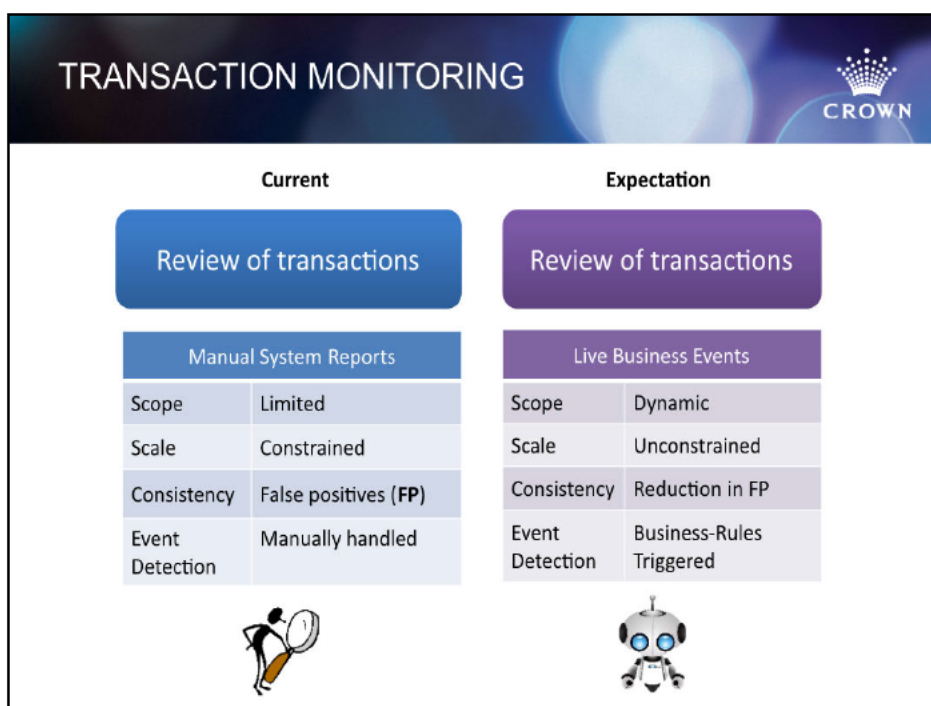 TRANSACTION MONITORING
CROWN
Current
Expectation
Review of transactions
Review of transactions
Manual System Reports
Scope Limited
Scale Constrained
Consistency False positives (FP)
Event Manually handled
Detection
Live Business Events
Scope Dynamic
Scale Unconstrained
Consistency Reduction in FP
Event Business-Rules
Detection Triggered